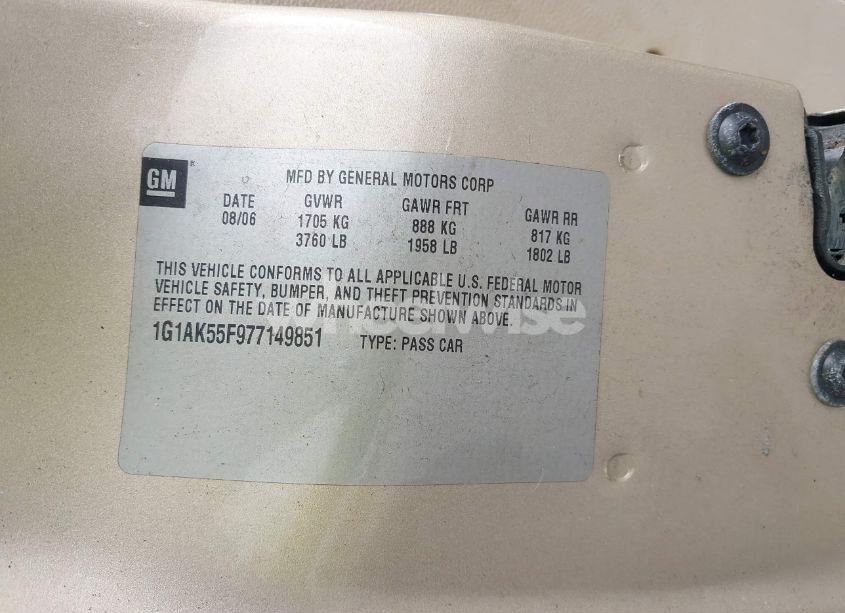 GM
MFD BY GENERAL MOTORS CORP
DATE GVWR GAWR FRT GAWR RR
08/06 1705 KG 888 KG 817 KG
3760 LB 1958 LB 1802 LB
THIS VEHICLE CONFORMS TO ALL APPLICABLE U.S. FEDERAL MOTOR
VEHICLE SAFETY, BUMPER, AND THEFT PREVENTION STANDARDS IN
EFFECT ON THE DATE OF MANUFACTURE SHOWN ABOVE.
1G1AK55F977149851 TYPE: PASS CAR